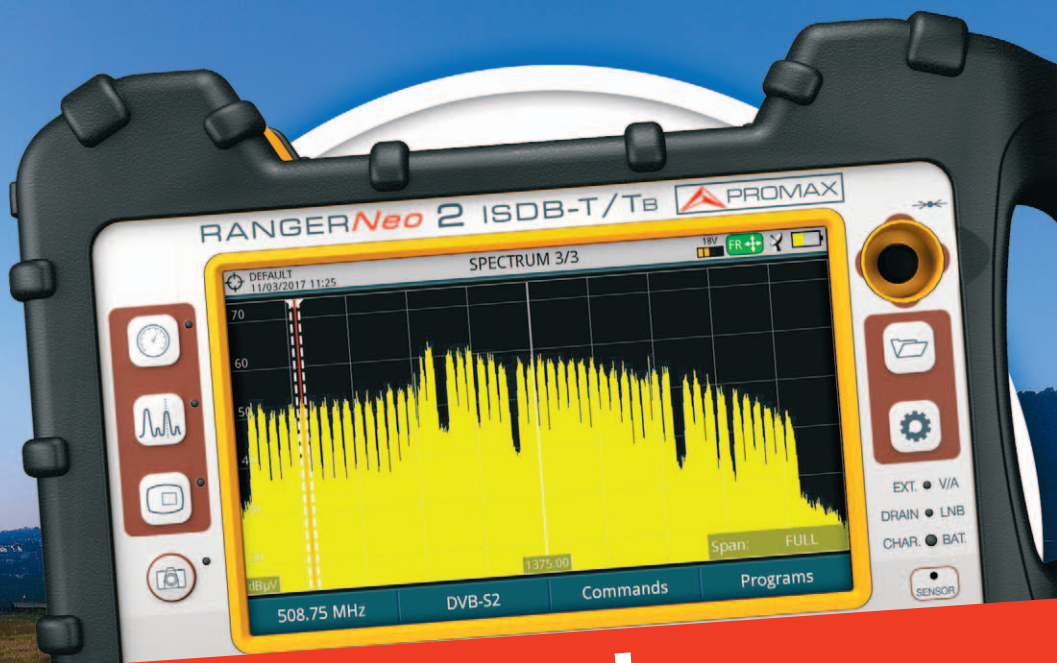 RANGERNeo 2 ISDB-T/TB PROMAX
DEFAULT
11/03/2017 11:25
SPECTRUM 3/3
18V
FR
70
60
50
dBµV
1375.00
Span: FULL
508.75 MHz
DVB-S2
Commands
Programs
EXT. V/A
DRAIN LNB
CHAR. BAT.
SENSOR